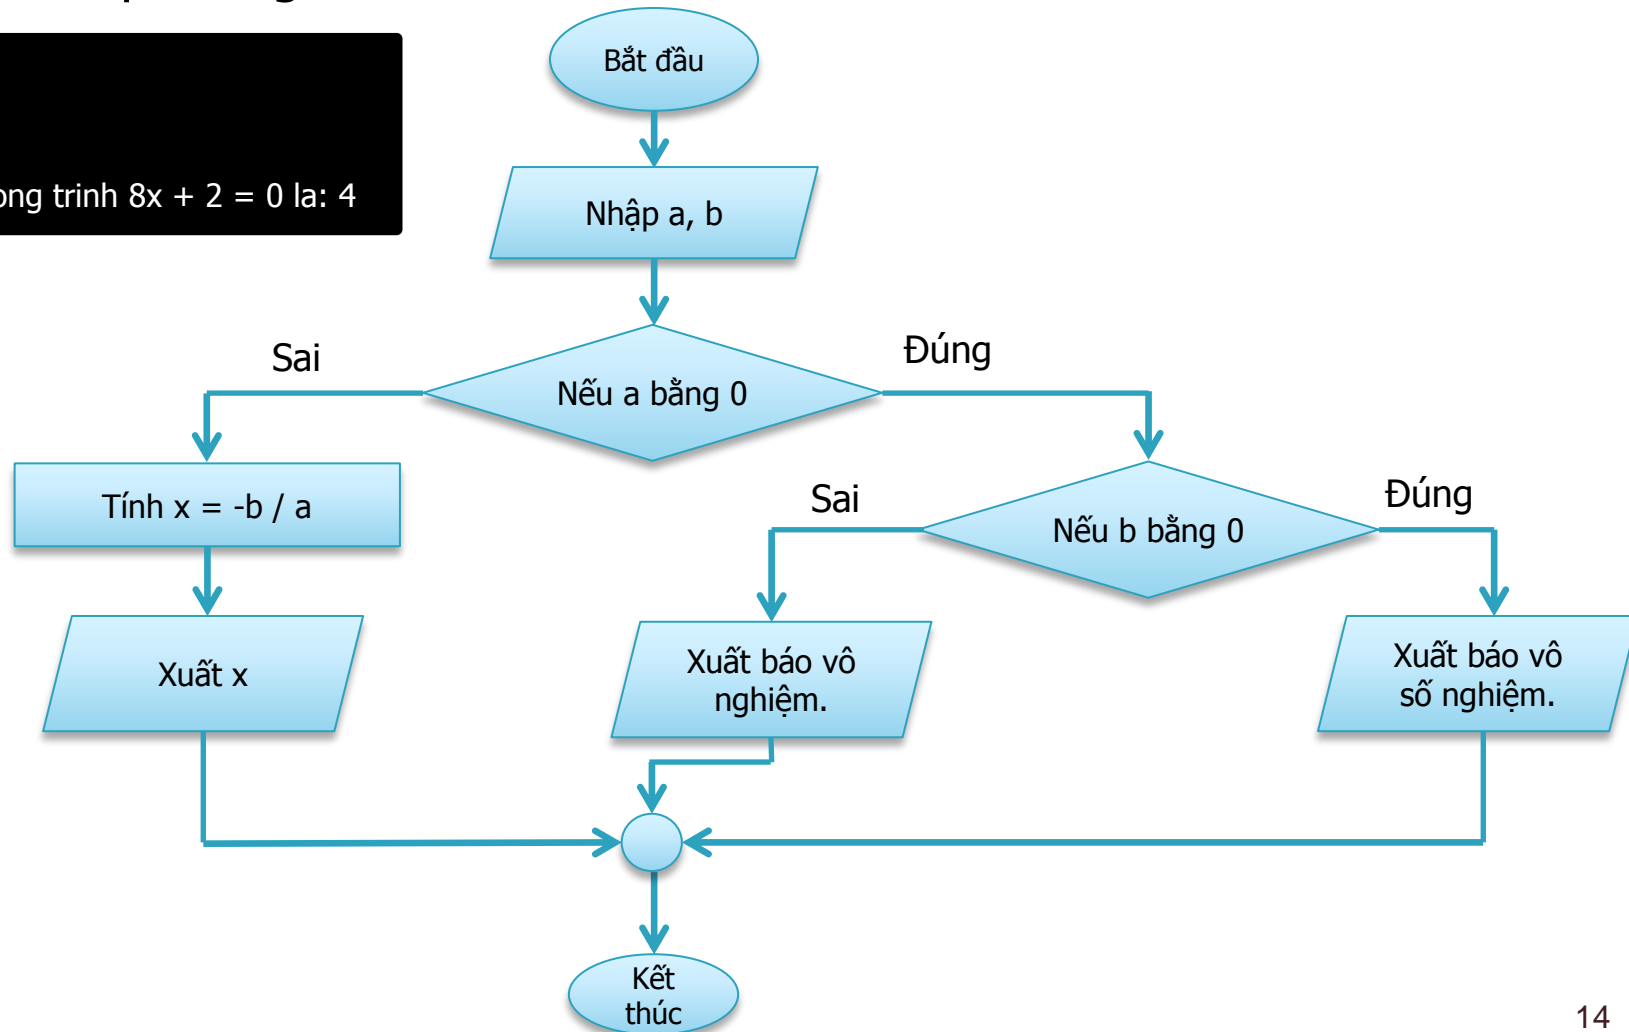 Bắt đầu
ong trinh 8x + 2 = 0 la: 4
Nhập a, b
Sai
Đúng
Nếu a bằng 0
Tính x = -b / a
Sai
Đúng
Nếu b bằng 0
Xuất x
Xuất báo vô
nghiệm.
Xuất báo vô
số nghiệm.
Kết
thúc
14